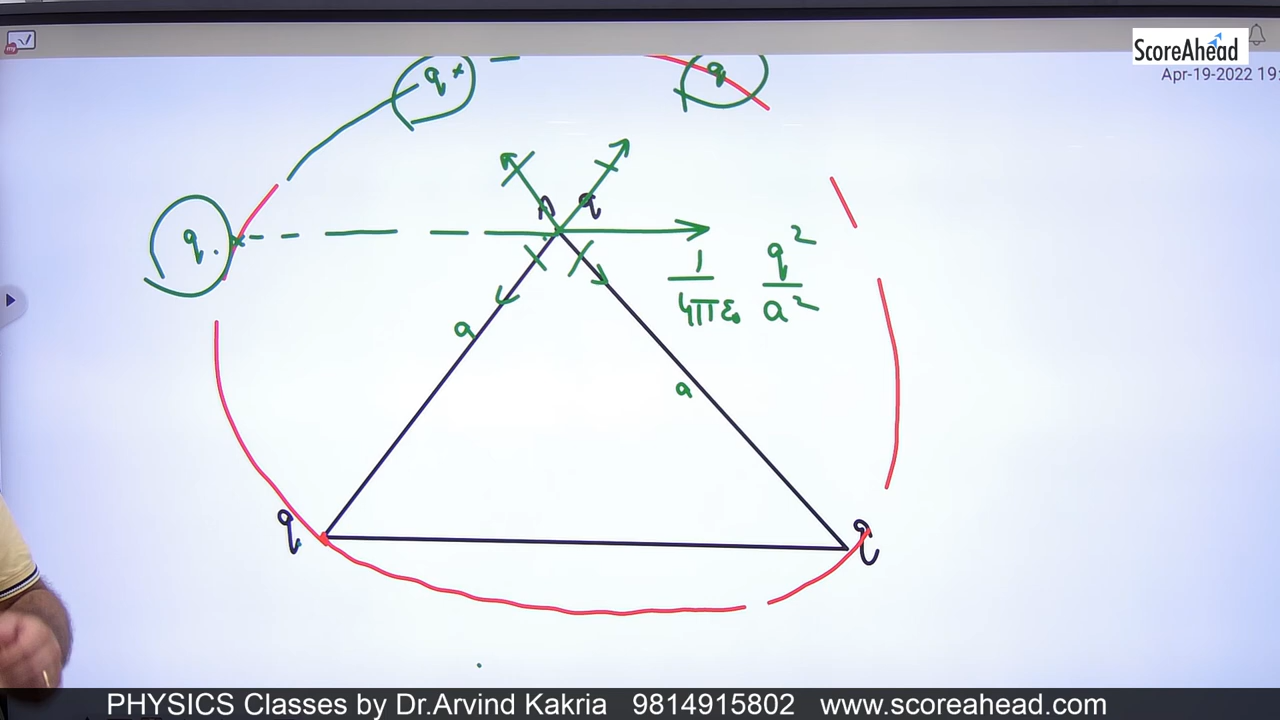 ScoreAhead
my
Apr-19-2022 19:
q
q
q
q
1/4πε₀ q²/a²
a
a
q
q
PHYSICS Classes by Dr.Arvind Kakria 9814915802 www.scoreahead.com